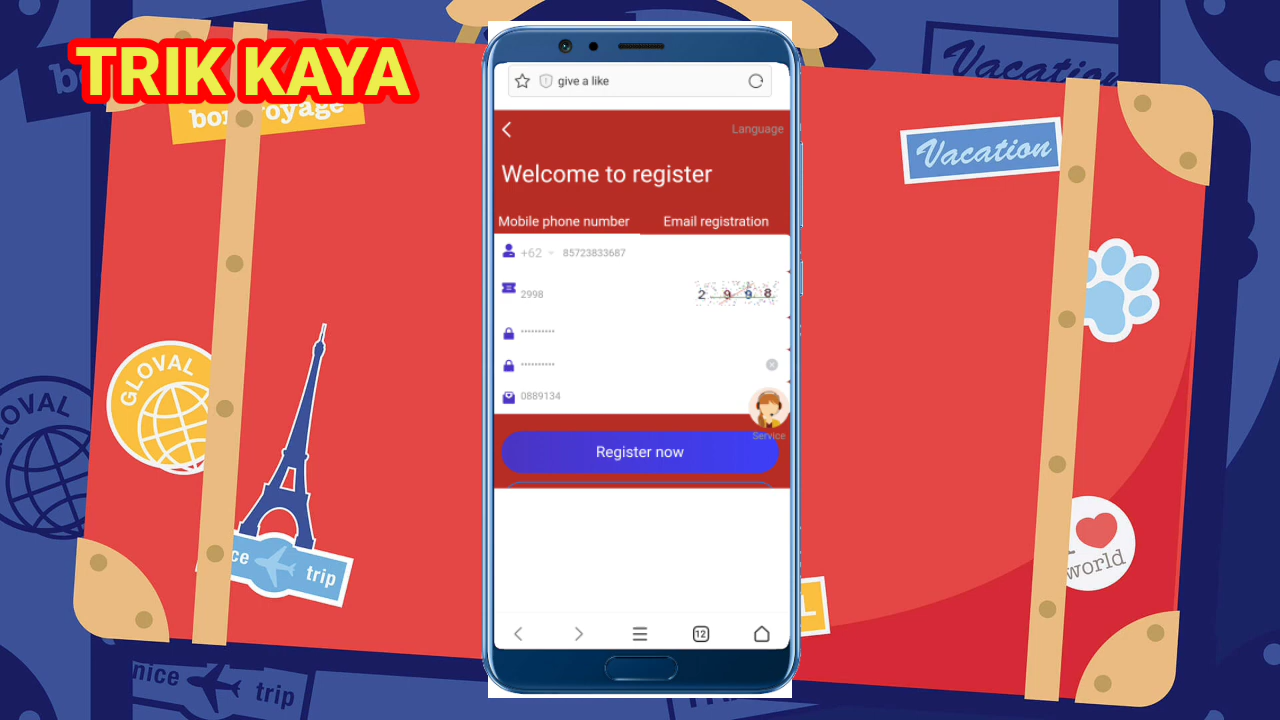 TRIK KAYA
bon voyage
Vacation
Vacation
give a like
Language
Welcome to register
Mobile phone number
Email registration
+62
85723833687
2998
2 9 9 8
••••••••••
••••••••••
0889134
Service
Register now
12
GLOVAL
GLOVAL
nice trip
world
nice trip